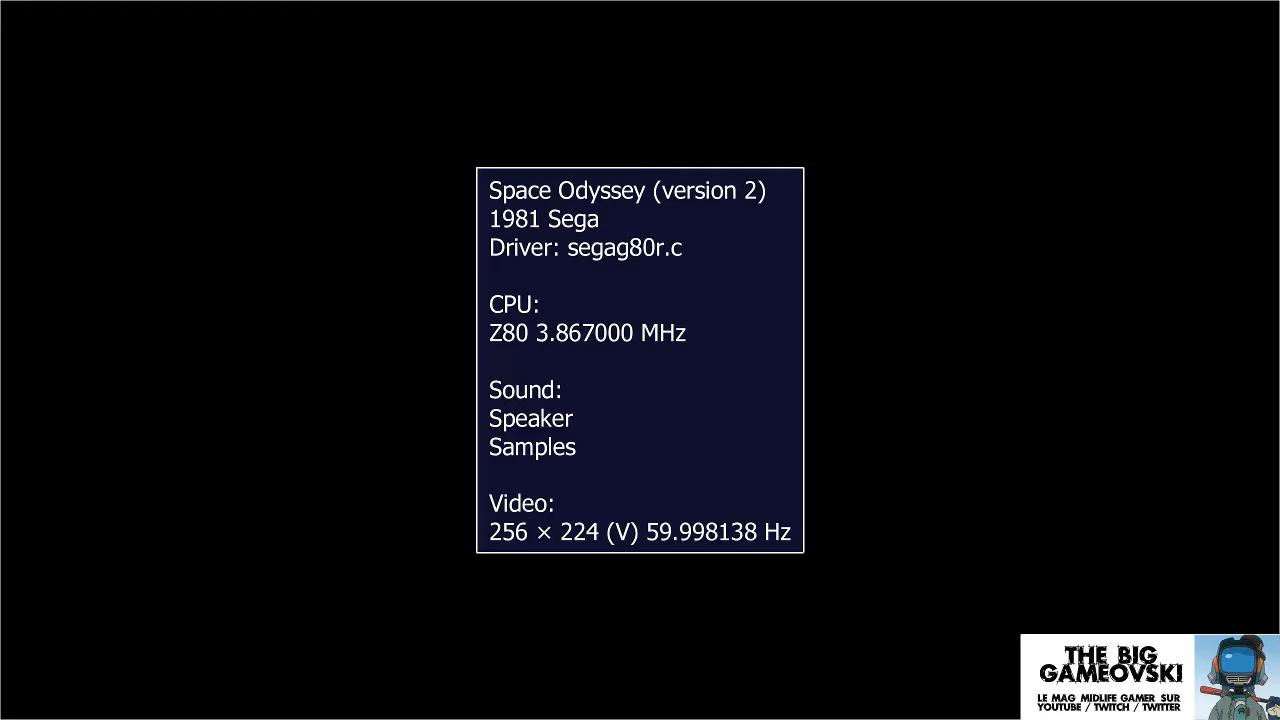 Space Odyssey (version 2)
1981 Sega
Driver: segag80r.c
CPU:
Z80 3.867000 MHz
Sound:
Speaker
Samples
Video:
256 × 224 (V) 59.998138 Hz
THE BIG
GAMEOVSKI
LE MAG MIDLIFE GAMER SUR
YOUTUBE / TWITCH / TWITTER